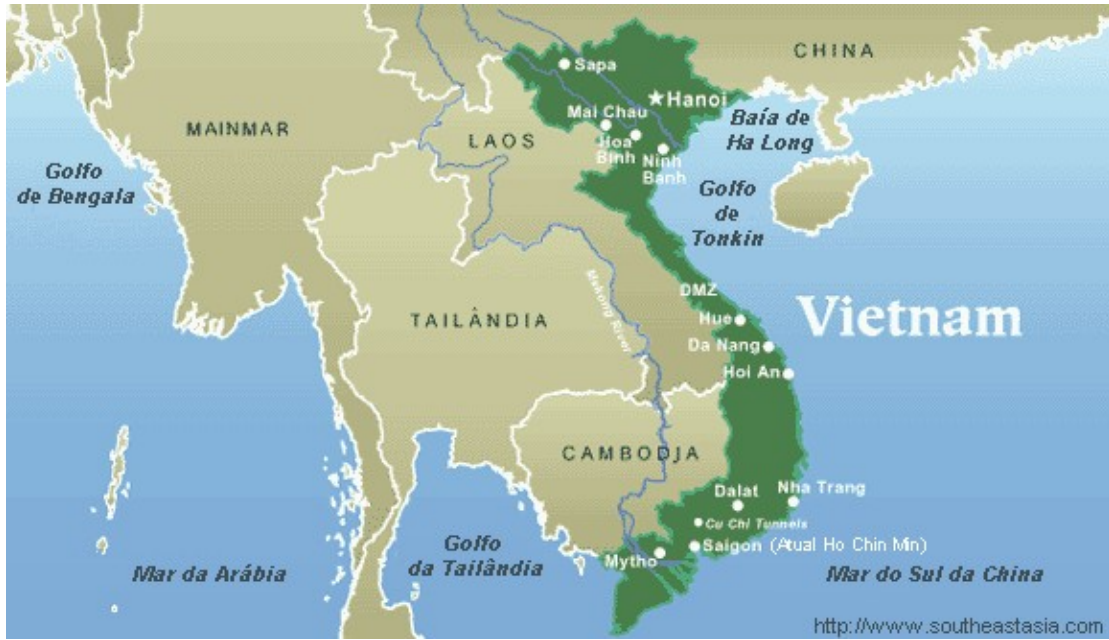 CHINA
Sapa
Hanoi
MAINMAR
Mai Chau
Baía de
Ha Long
LAOS
Hoa
Binh
Ninh
Banh
Golfo
de Bengala
Golfo
de
Tonkin
Mekong River
DMZ
Vietnam
TAILÂNDIA
Hue
Da Nang
Hoi An
CAMBODJA
Dalat
Nha Trang
Cu Chi Tunnels
Golfo
da Tailândia
Saigon (Atual Ho Chin Min)
Mytho
Mar da Arábia
Mar do Sul da China
http://www.southeastasia.com